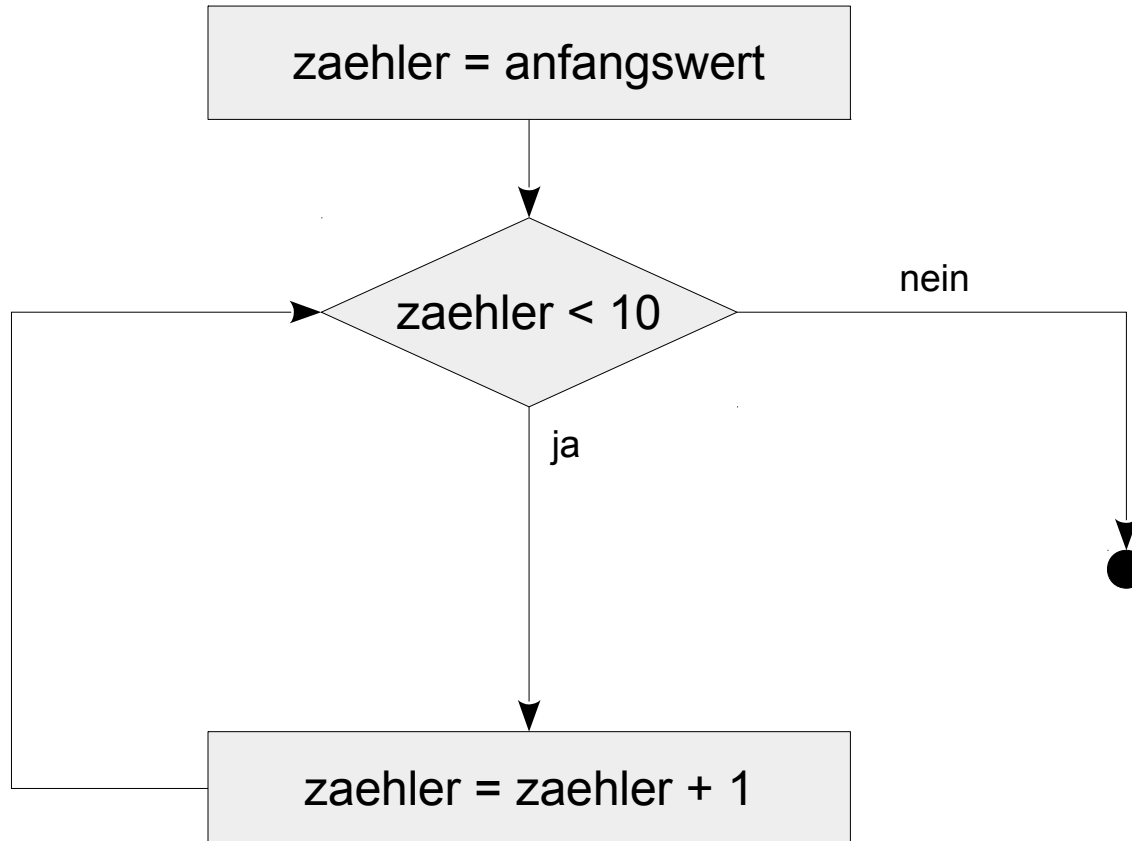 zaehler = anfangswert
zaehler < 10
nein
ja
zaehler = zaehler + 1